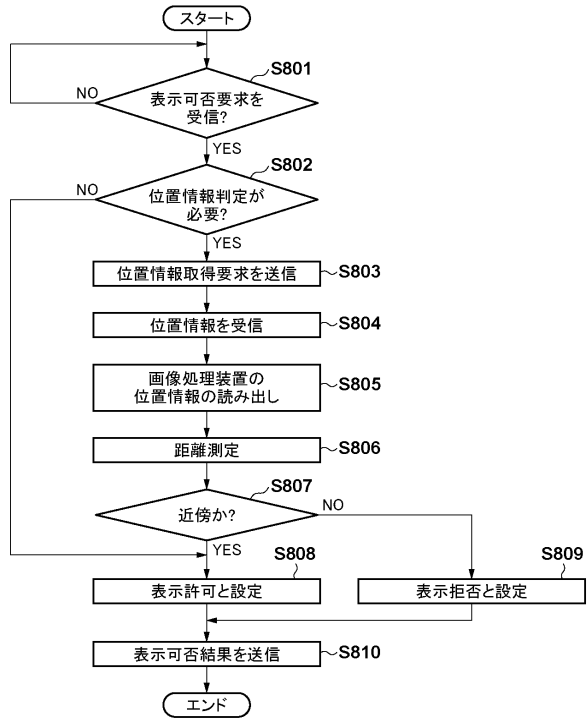 スタート
S801
表示可否要求を
受信?
NO
YES
S802
位置情報判定が
必要?
NO
YES
位置情報取得要求を送信
S803
位置情報を受信
S804
画像処理装置の
位置情報の読み出し
S805
距離測定
S806
S807
近傍か?
NO
YES
S808
表示許可と設定
S809
表示拒否と設定
表示可否結果を送信
S810
エンド